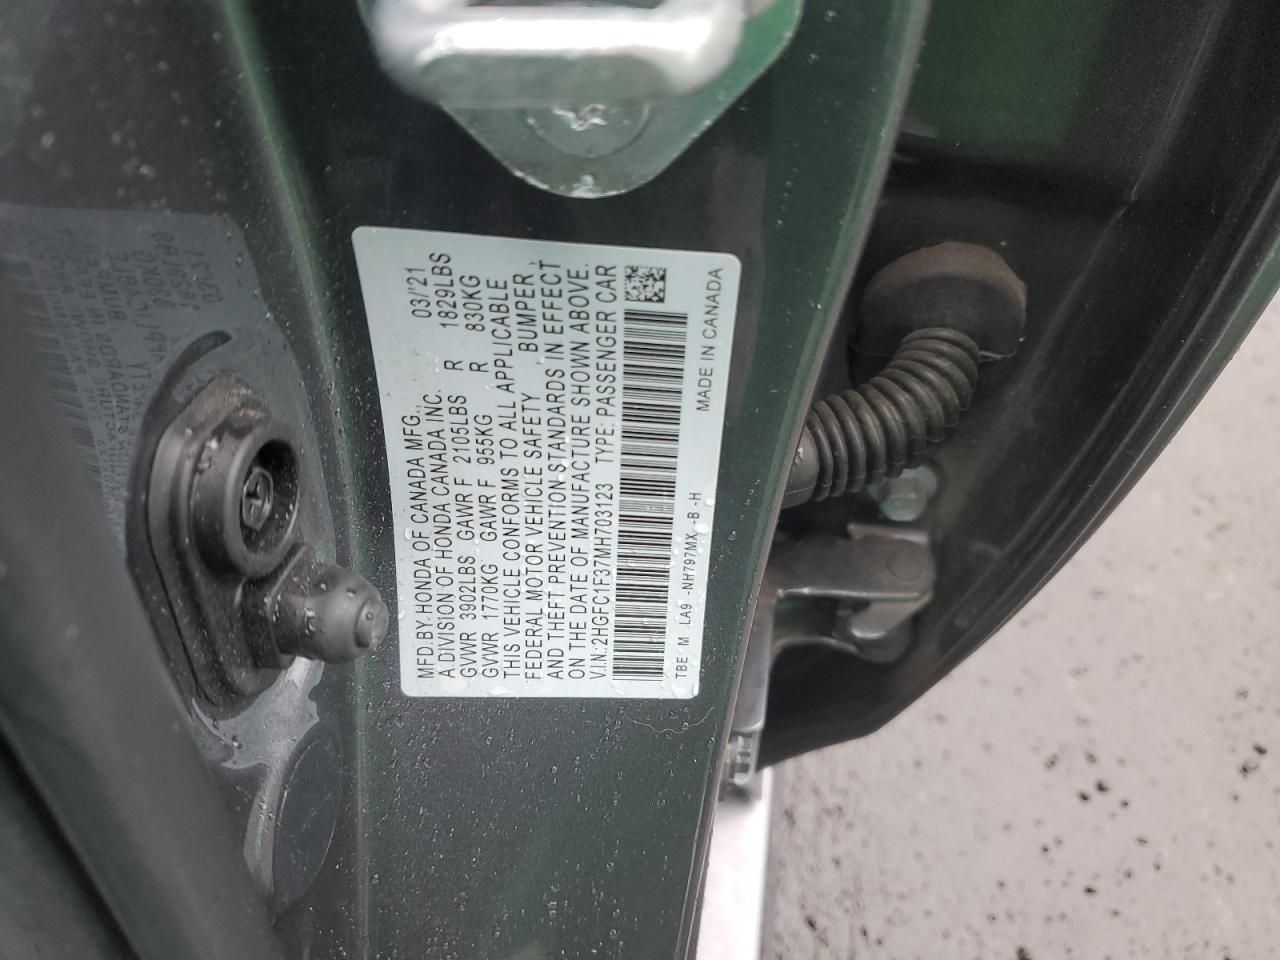 MFD.BY:HONDA OF CANADA MFG., 03/'21
A DIVISION OF HONDA CANADA INC.
GVWR 3902LBS GAWR F 2105LBS R 1829LBS
GVWR 1770KG GAWR F 955KG R 830KG
THIS VEHICLE CONFORMS TO ALL APPLICABLE
FEDERAL MOTOR VEHICLE SAFETY BUMPER,
AND THEFT PREVENTION STANDARDS IN EFFECT
ON THE DATE OF MANUFACTURE SHOWN ABOVE.
V.I.N.:2HGFC1F37MH703123 TYPE: PASSENGER CAR
TBE M LA9 -NH797MX -B -H MADE IN CANADA